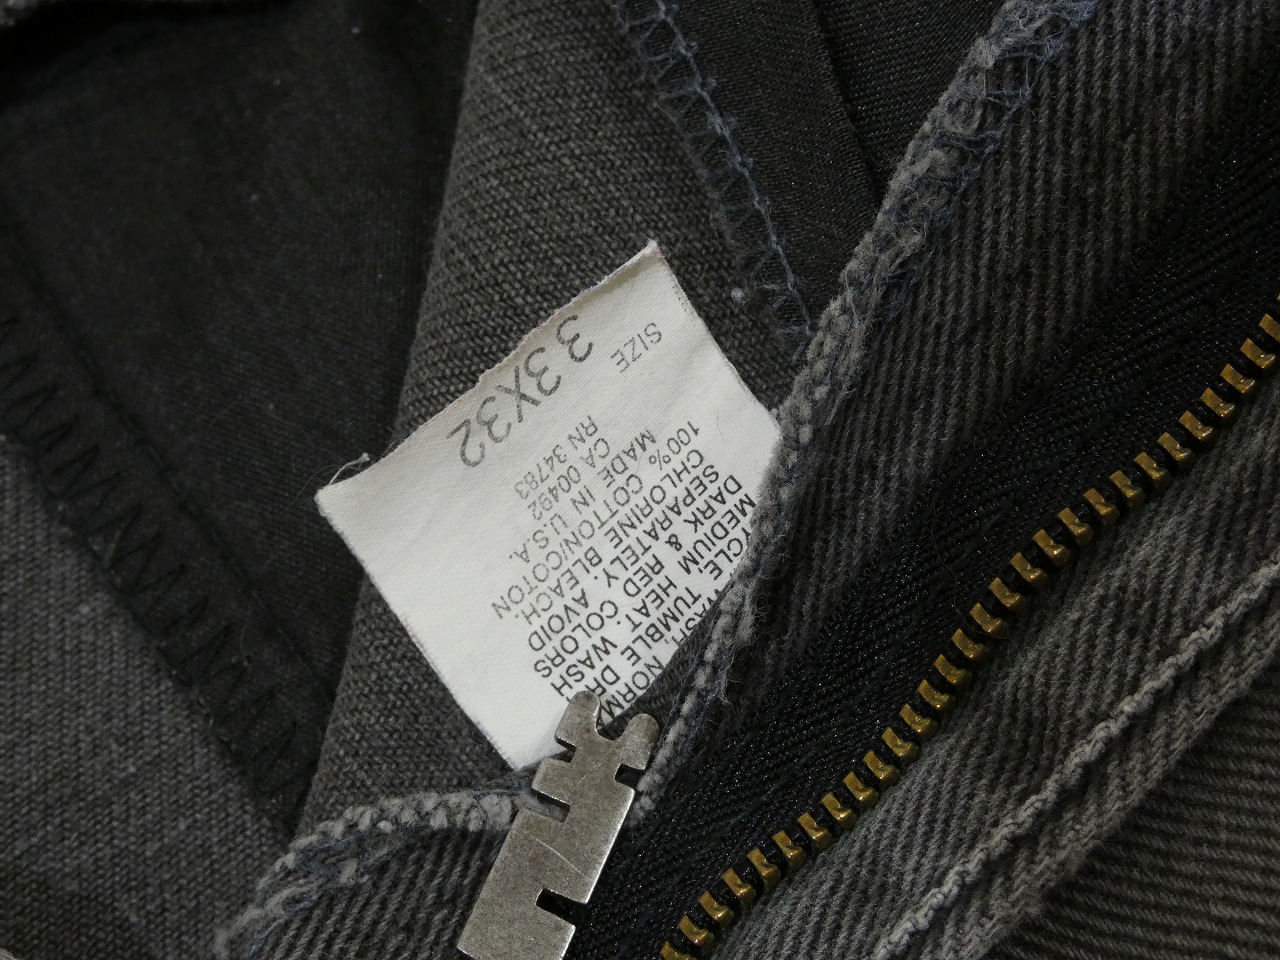 SIZE
33X32
RN 34783
CA 00492
MADE IN U.S.A.
100% COTTON/COTON
CHLORINE BLEACH.
SEPARATELY. AVOID
DARK & RED COLORS
MEDIUM HEAT. WASH
TUMBLE